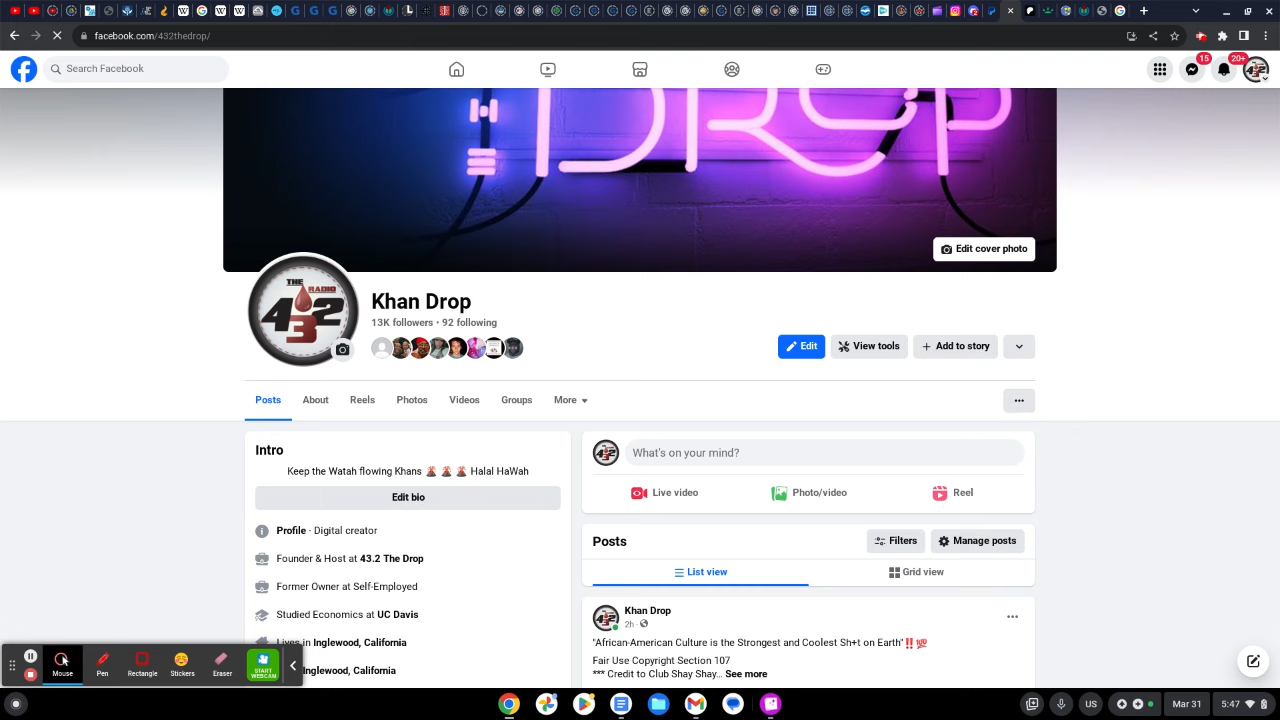 facebook.com/432thedrop/
Search Facebook
15
20+
DROP
Edit cover photo
THE RADIO
432
3
Khan Drop
13K followers • 92 following
Edit
View tools
Add to story
Posts
About
Reels
Photos
Videos
Groups
More
Intro
Keep the Watah flowing Khans 🌋 🌋 🌋 Halal HaWah
Edit bio
Profile · Digital creator
Founder & Host at 43.2 The Drop
Former Owner at Self-Employed
Studied Economics at UC Davis
Lives in Inglewood, California
Inglewood, California
What's on your mind?
Live video
Photo/video
Reel
Posts
Filters
Manage posts
List view
Grid view
Khan Drop
2h ·
"African-American Culture is the Strongest and Coolest Sh+t on Earth"‼️💯
Fair Use Copyright Section 107
*** Credit to Club Shay Shay… See more
Mouse
Pen
Rectangle
Stickers
Eraser
START WEBCAM
US
Mar 31
5:47